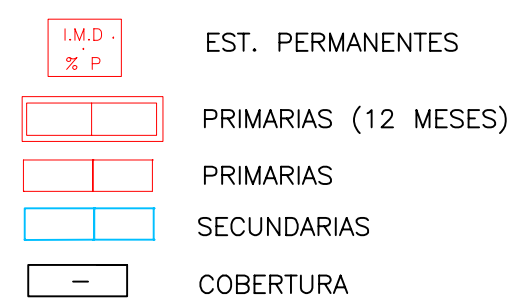 I.M.D.
% P
EST. PERMANENTES
PRIMARIAS (12 MESES)
PRIMARIAS
SECUNDARIAS
–
COBERTURA